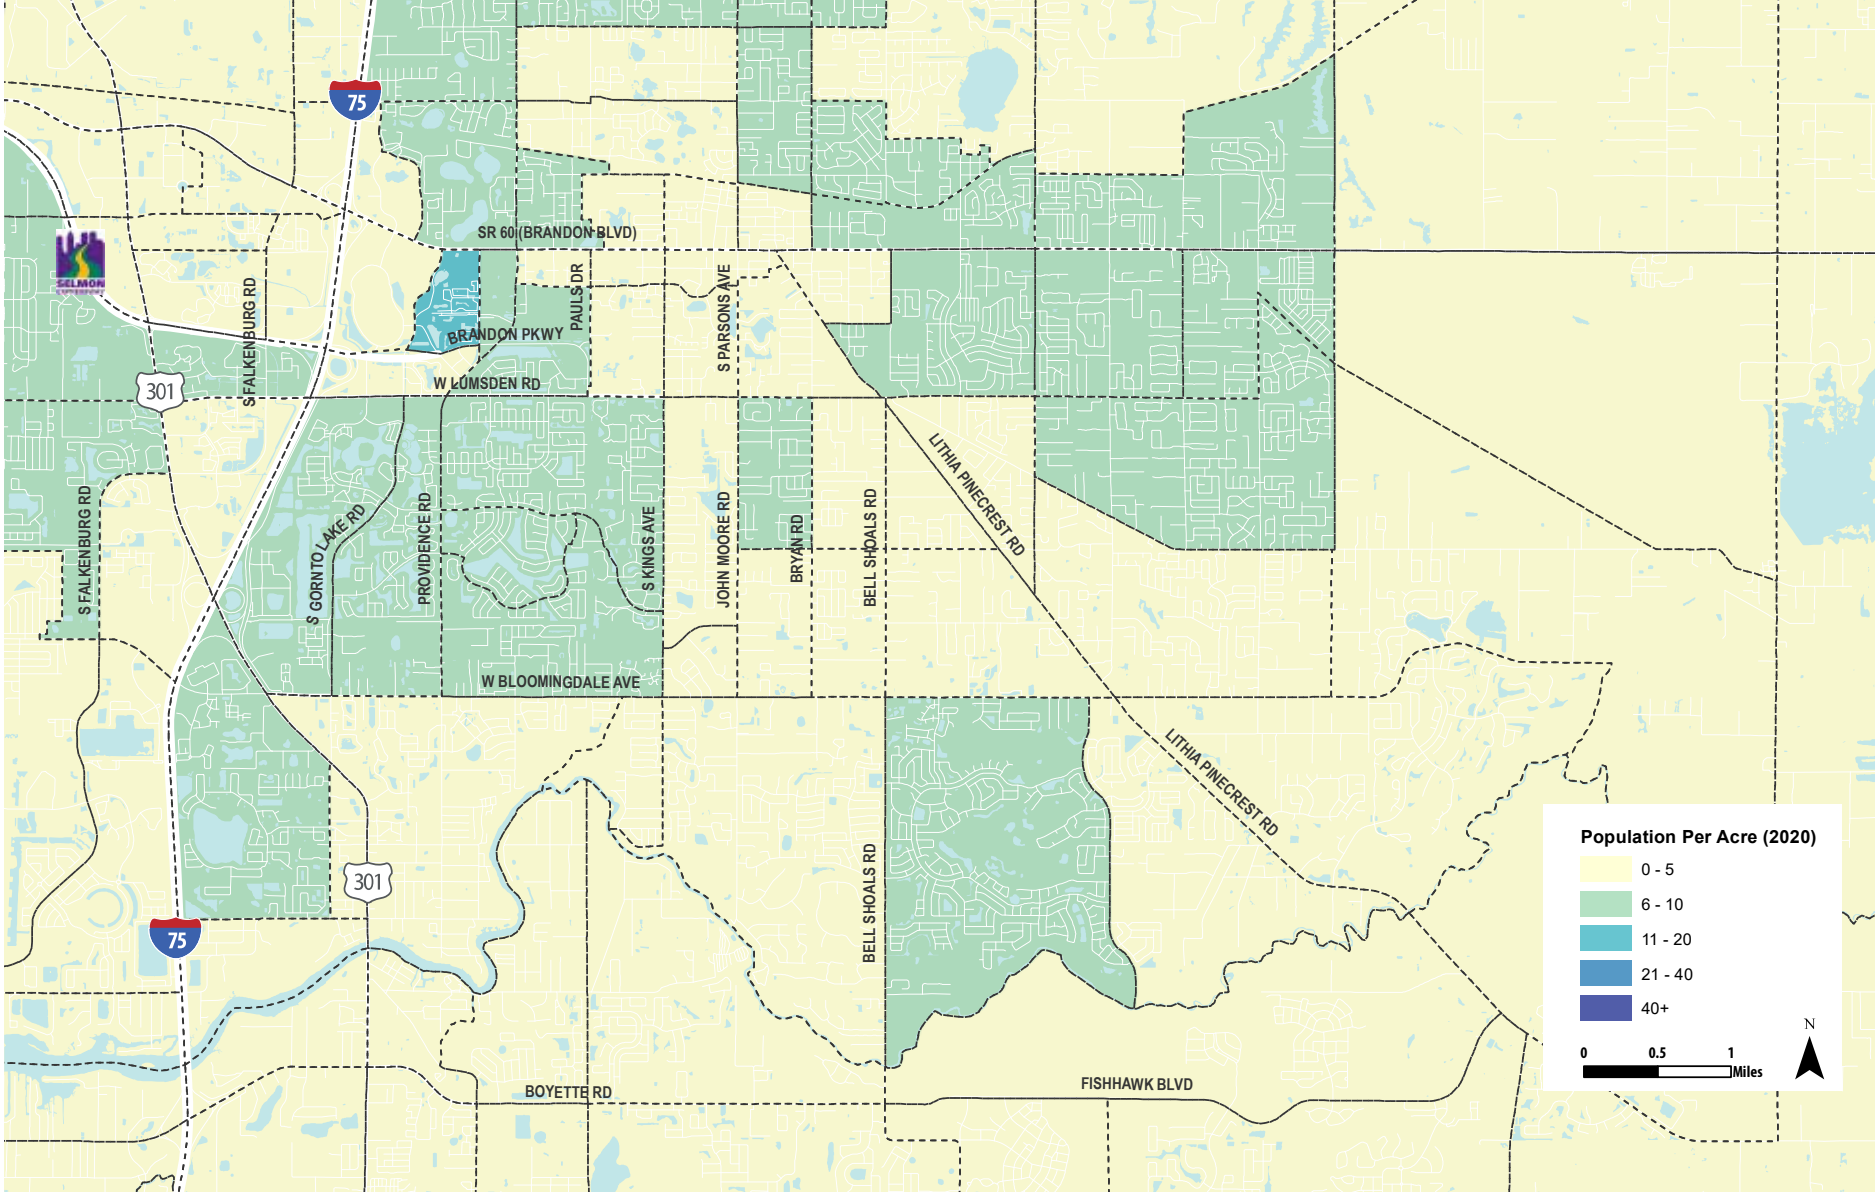 75
SR 60 (BRANDON BLVD)
SELMON
EXPRESSWAY
S FALKENBURG RD
PAULS DR
S PARSONS AVE
BRANDON PKWY
W LUMSDEN RD
301
S FALKENBURG RD
S GORNTO LAKE RD
PROVIDENCE RD
S KINGS AVE
JOHN MOORE RD
BRYAN RD
BELL SHOALS RD
LITHIA PINECREST RD
W BLOOMINGDALE AVE
LITHIA PINECREST RD
BELL SHOALS RD
301
75
BOYETTE RD
FISHHAWK BLVD
Population Per Acre (2020)
0 - 5
6 - 10
11 - 20
21 - 40
40+
N
0 0.5 1
Miles